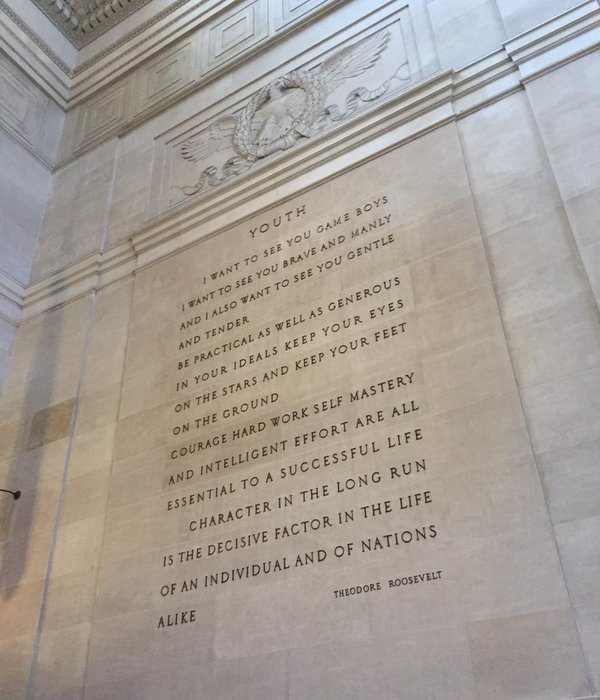 YOUTH
I WANT TO SEE YOU GAME BOYS
I WANT TO SEE YOU BRAVE AND MANLY
AND I ALSO WANT TO SEE YOU GENTLE
AND TENDER
BE PRACTICAL AS WELL AS GENEROUS
IN YOUR IDEALS KEEP YOUR EYES
ON THE STARS AND KEEP YOUR FEET
ON THE GROUND
COURAGE HARD WORK SELF MASTERY
AND INTELLIGENT EFFORT ARE ALL
ESSENTIAL TO A SUCCESSFUL LIFE
CHARACTER IN THE LONG RUN
IS THE DECISIVE FACTOR IN THE LIFE
OF AN INDIVIDUAL AND OF NATIONS
ALIKE
THEODORE ROOSEVELT